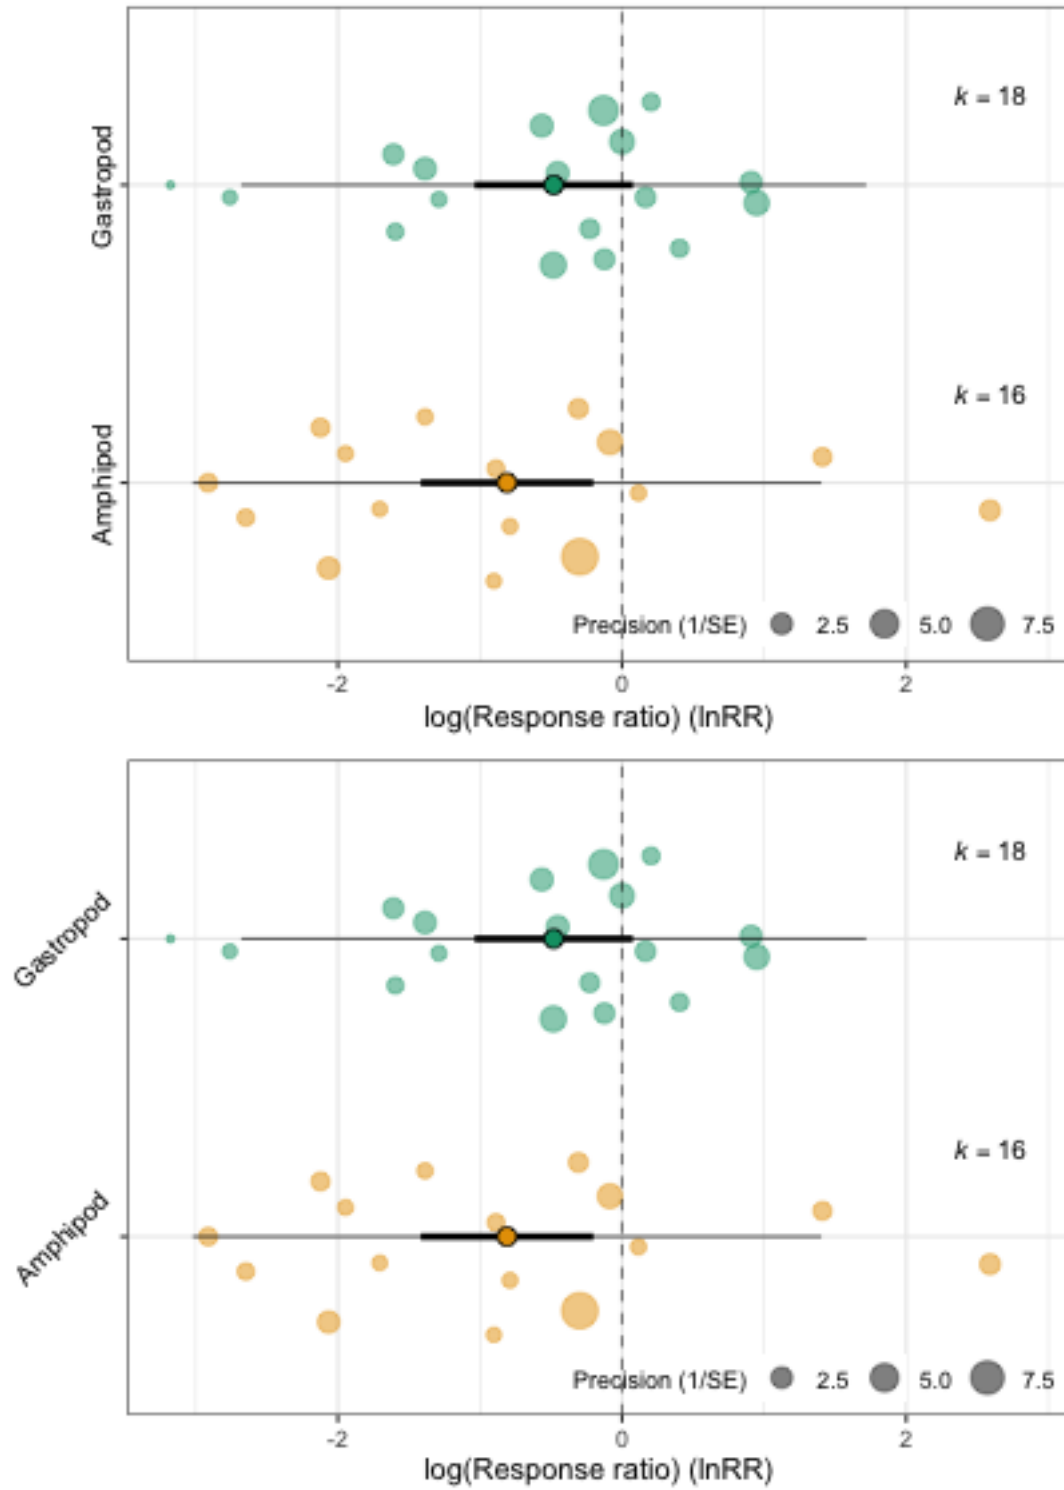 k = 18
Gastropod
k = 16
Amphipod
Precision (1/SE) 2.5 5.0 7.5
-2 0 2
log(Response ratio) (lnRR)
k = 18
Gastropod
k = 16
Amphipod
Precision (1/SE) 2.5 5.0 7.5
-2 0 2
log(Response ratio) (lnRR)